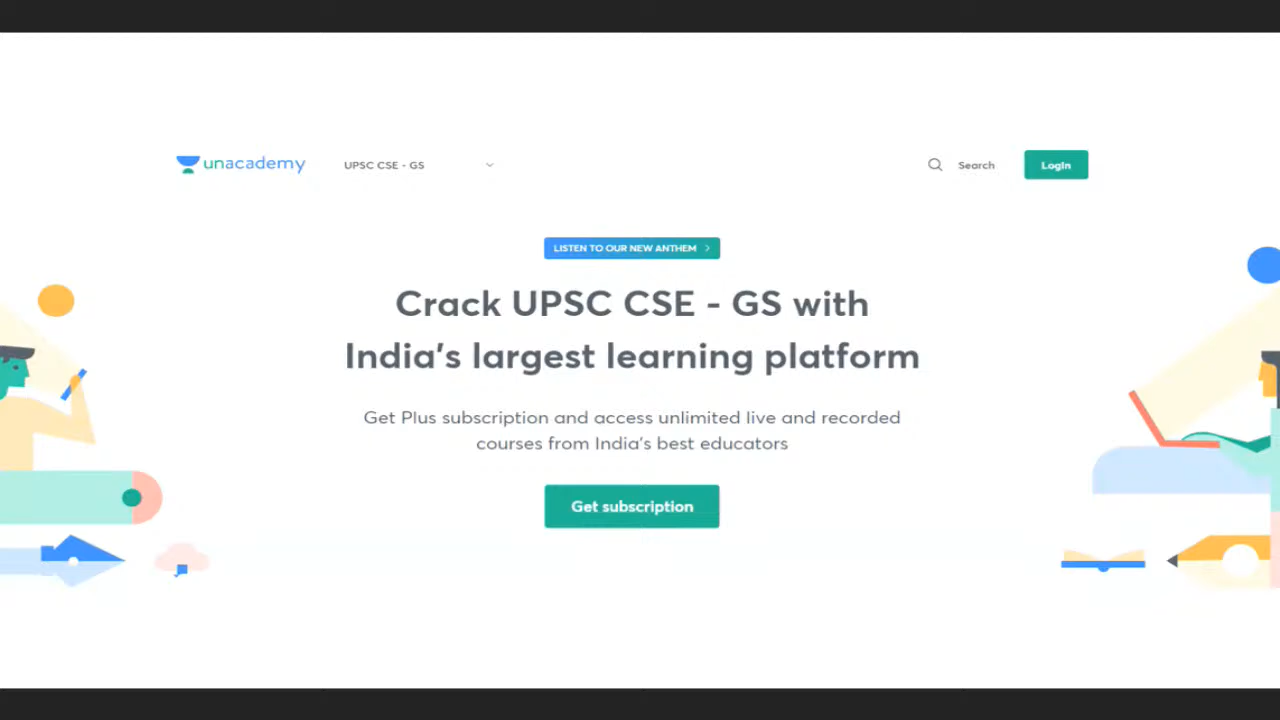 unacademy
UPSC CSE - GS
Search
Login
LISTEN TO OUR NEW ANTHEM
Crack UPSC CSE - GS with
India's largest learning platform
Get Plus subscription and access unlimited live and recorded
courses from India's best educators
Get subscription